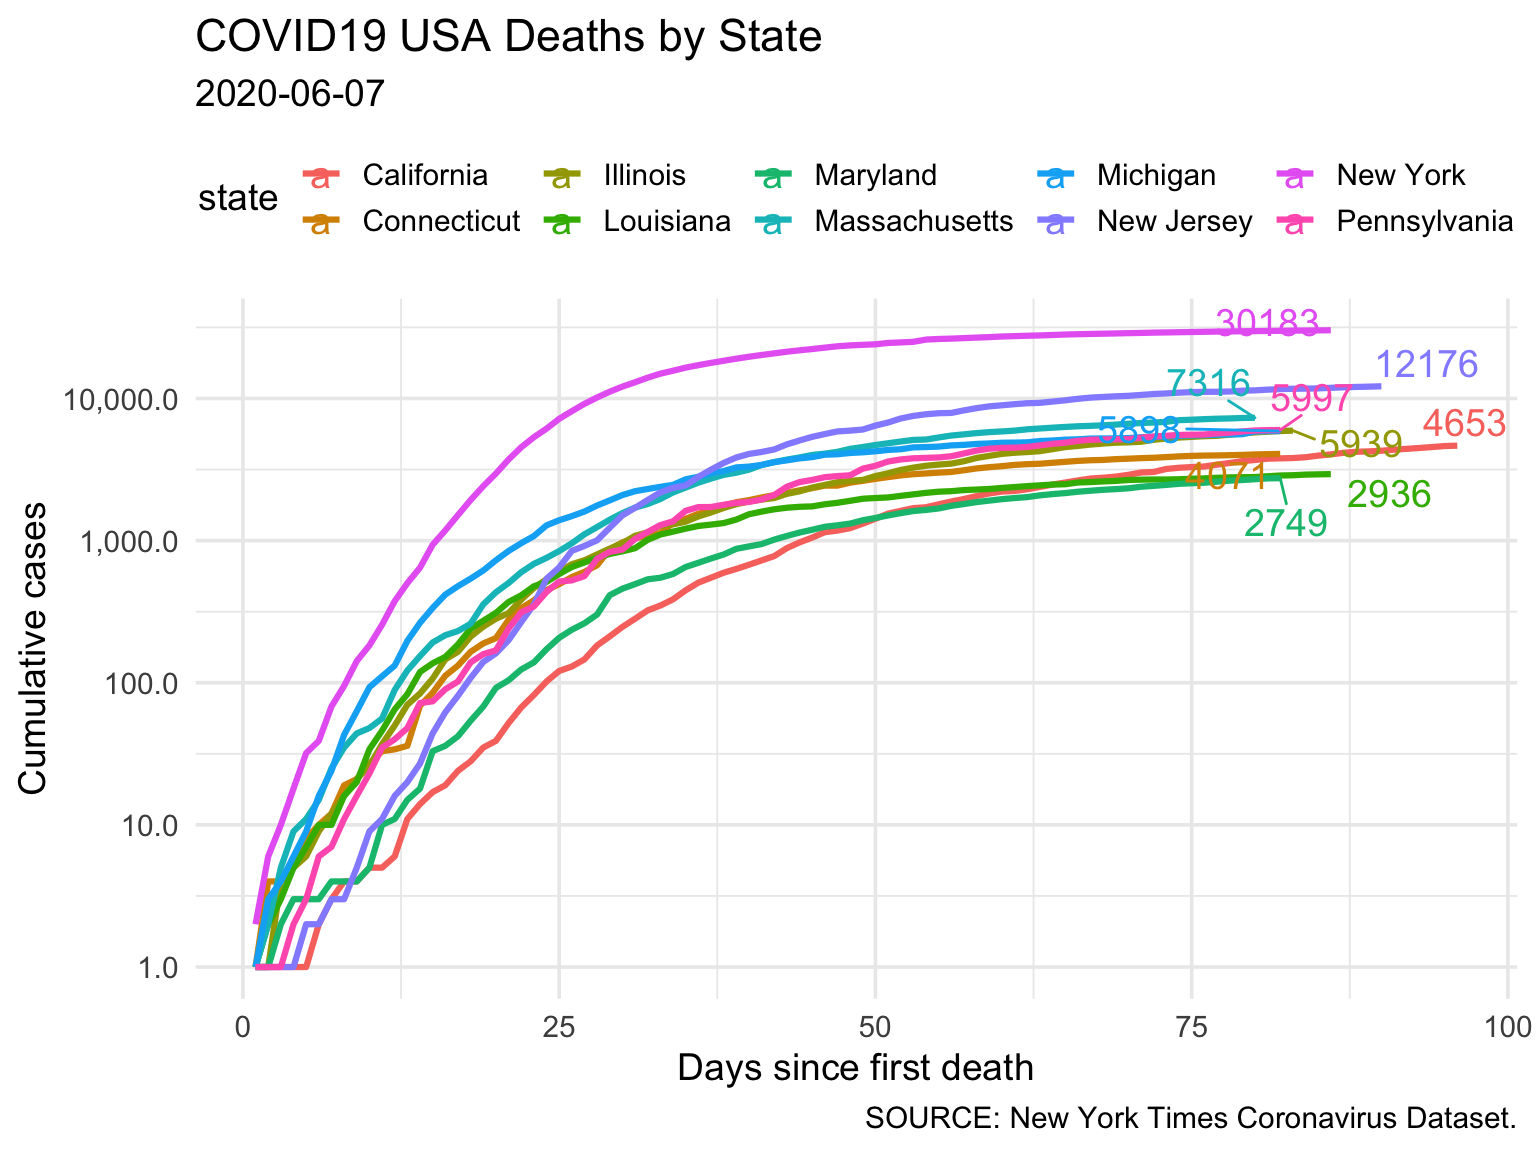 COVID19 USA Deaths by State
2020-06-07
state
a California a Illinois a Maryland a Michigan a New York
a Connecticut a Louisiana a Massachusetts a New Jersey a Pennsylvania
Cumulative cases
30183
12176
7316
5997
4653
5898
5939
4071
2936
2749
10,000.0
1,000.0
100.0
10.0
1.0
0 25 50 75 100
Days since first death
SOURCE: New York Times Coronavirus Dataset.